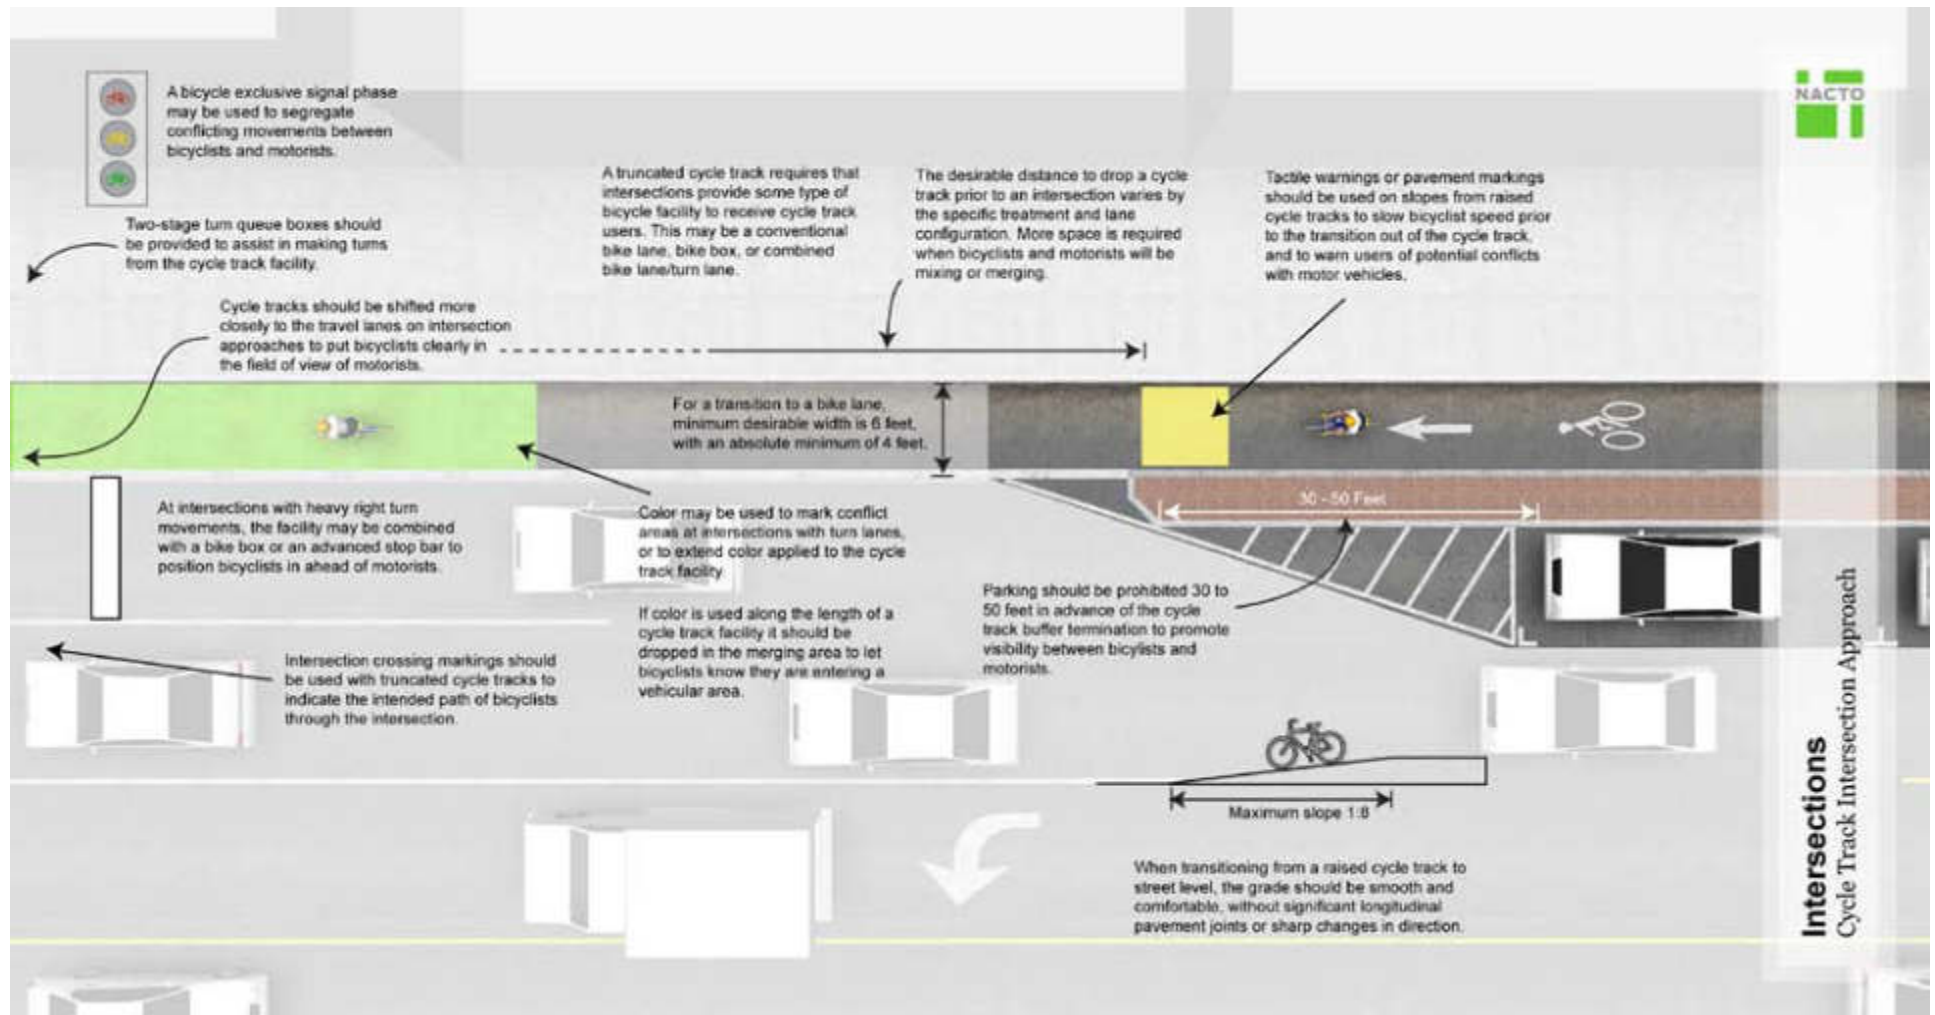 A bicycle exclusive signal phase
may be used to segregate
conflicting movements between
bicyclists and motorists.
NACTO
Two-stage turn queue boxes should
be provided to assist in making turns
from the cycle track facility.
A truncated cycle track requires that
intersections provide some type of
bicycle facility to receive cycle track
users. This may be a conventional
bike lane, bike box, or combined
bike lane/turn lane.
The desirable distance to drop a cycle
track prior to an intersection varies by
the specific treatment and lane
configuration. More space is required
when bicyclists and motorists will be
mixing or merging.
Tactile warnings or pavement markings
should be used on slopes from raised
cycle tracks to slow bicyclist speed prior
to the transition out of the cycle track,
and to warn users of potential conflicts
with motor vehicles.
Cycle tracks should be shifted more
closely to the travel lanes on intersection
approaches to put bicyclists clearly in
the field of view of motorists.
For a transition to a bike lane,
minimum desirable width is 6 feet,
with an absolute minimum of 4 feet.
30 - 50 Feet
At intersections with heavy right turn
movements, the facility may be combined
with a bike box or an advanced stop bar to
position bicyclists in ahead of motorists.
Color may be used to mark conflict
areas at intersections with turn lanes,
or to extend color applied to the cycle
track facility
If color is used along the length of a
cycle track facility it should be
dropped in the merging area to let
bicyclists know they are entering a
vehicular area.
Parking should be prohibited 30 to
50 feet in advance of the cycle
track buffer termination to promote
visibility between bicylists and
motorists.
Intersection crossing markings should
be used with truncated cycle tracks to
indicate the intended path of bicyclists
through the intersection.
Maximum slope 1:8
When transitioning from a raised cycle track to
street level, the grade should be smooth and
comfortable, without significant longitudinal
pavement joints or sharp changes in direction.
Intersections
Cycle Track Intersection Approach